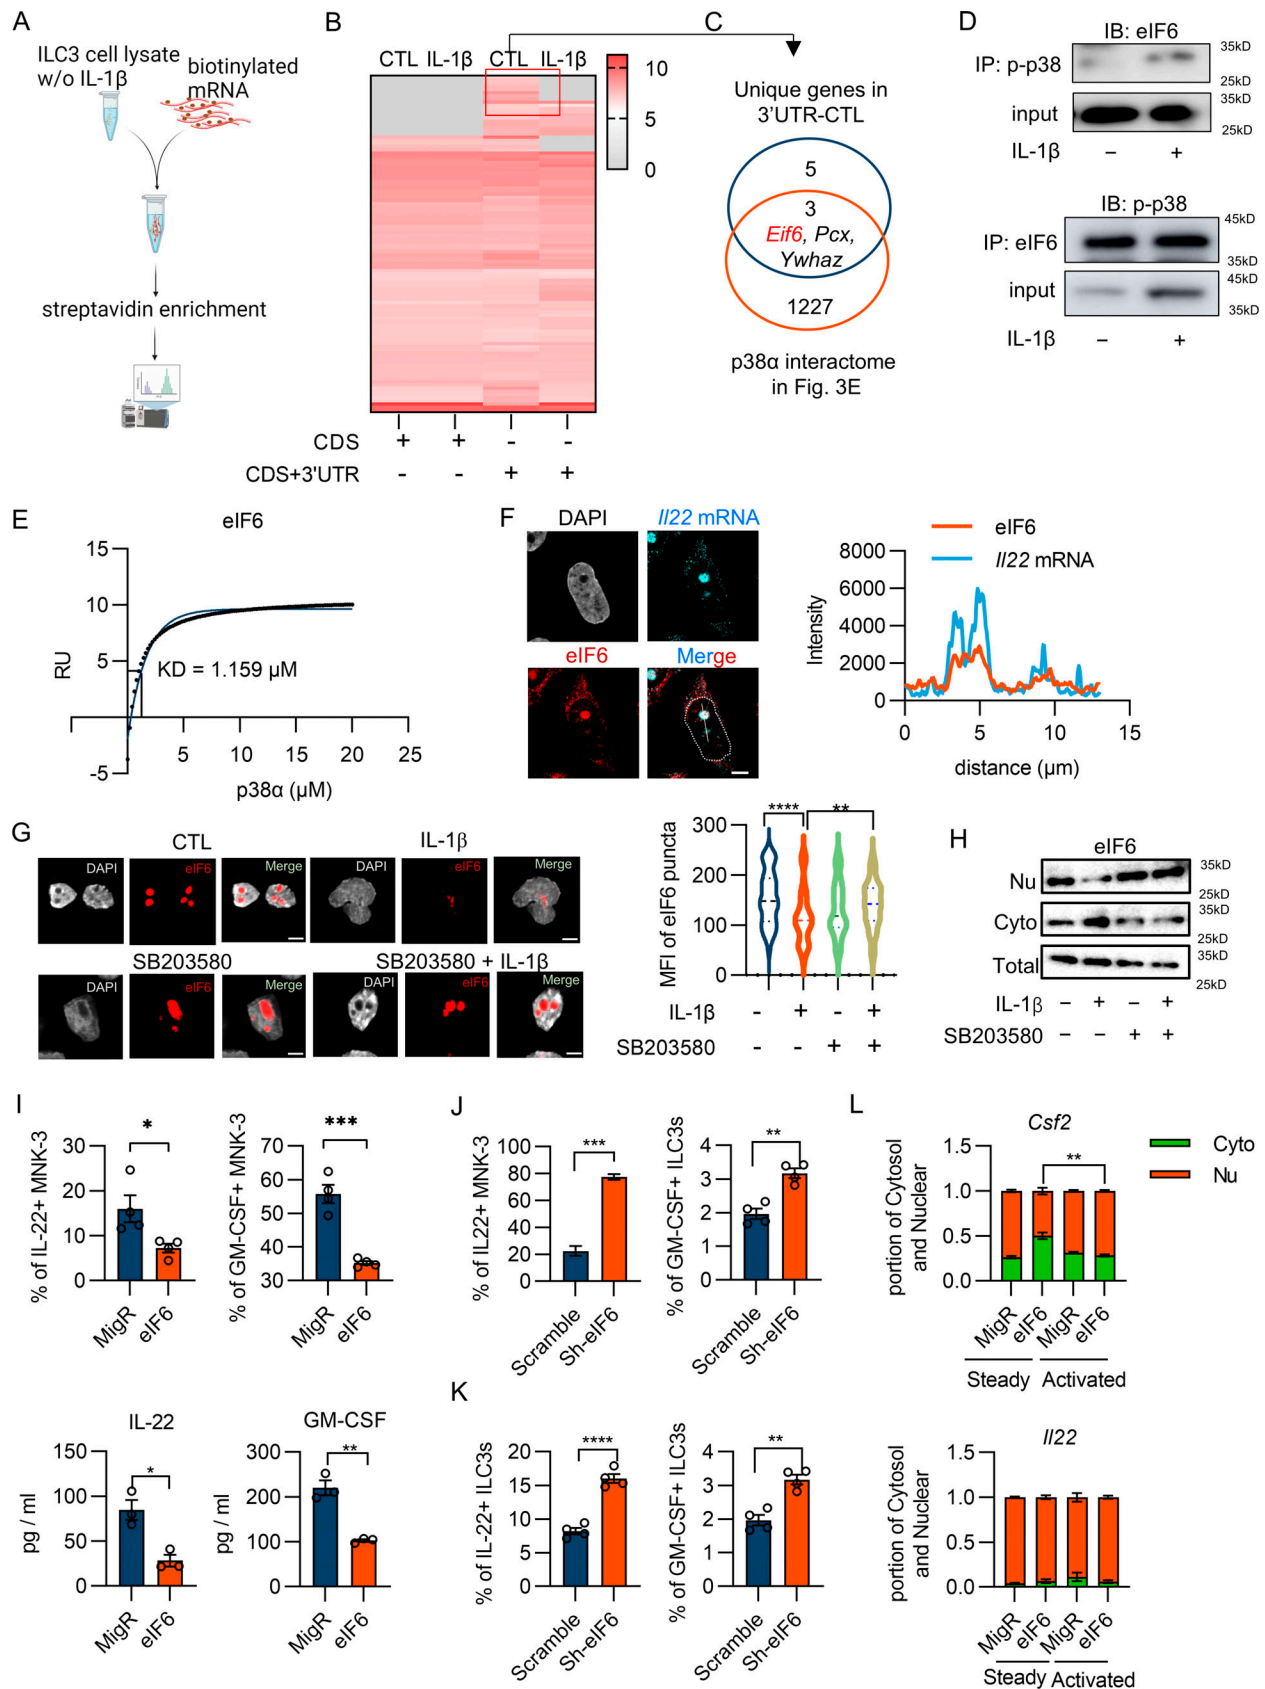 A
ILC3 cell lysate
w/o IL-1β
biotinylated
mRNA
streptavidin enrichment
B
CTL IL-1β CTL IL-1β
10
5
0
CDS + + - -
CDS+3'UTR - - + +
C
Unique genes in
3'UTR-CTL
5
3
Eif6, Pcx,
Ywhaz
1227
p38α interactome
in Fig. 3E
D
IB: eIF6
IP: p-p38
35kD
25kD
input
35kD
25kD
IL-1β − +
IB: p-p38
IP: eIF6
45kD
35kD
input
45kD
35kD
IL-1β − +
E
eIF6
RU
15
10
5
-5
KD = 1.159 μM
5 10 15 20 25
p38α (μM)
F
DAPI
Il22 mRNA
eIF6
Merge
eIF6
Il22 mRNA
Intensity
8000
6000
4000
2000
0
0 5 10 15
distance (μm)
G
CTL
IL-1β
DAPI eIF6 Merge DAPI eIF6 Merge
SB203580
SB203580 + IL-1β
DAPI eIF6 Merge DAPI eIF6 Merge
MFI of eIF6 puncta
300
200
100
0
**** **
IL-1β - + - +
SB203580 - - + +
H
eIF6
Nu
35kD
25kD
Cyto
35kD
25kD
Total
35kD
25kD
IL-1β − + − +
SB203580 − − + +
I
% of IL-22+ MNK-3
30
20
10
0
*
MigR eIF6
% of GM-CSF+ MNK-3
70
60
50
40
30
***
MigR eIF6
IL-22
pg / ml
150
100
50
0
*
MigR eIF6
GM-CSF
pg / ml
300
200
100
0
**
MigR eIF6
J
% of IL22+ MNK-3
100
80
60
40
20
0
***
Scramble Sh-eIF6
% of GM-CSF+ ILC3s
4
3
2
1
0
**
Scramble Sh-eIF6
K
% of IL-22+ ILC3s
20
15
10
5
0
****
Scramble Sh-eIF6
% of GM-CSF+ ILC3s
4
3
2
1
0
**
Scramble Sh-eIF6
L
Csf2
Cyto
Nu
portion of Cytosol
and Nuclear
1.5
1.0
0.5
0.0
**
MigR eIF6 MigR eIF6
Steady Activated
Il22
portion of Cytosol
and Nuclear
1.5
1.0
0.5
0.0
MigR eIF6 MigR eIF6
Steady Activated